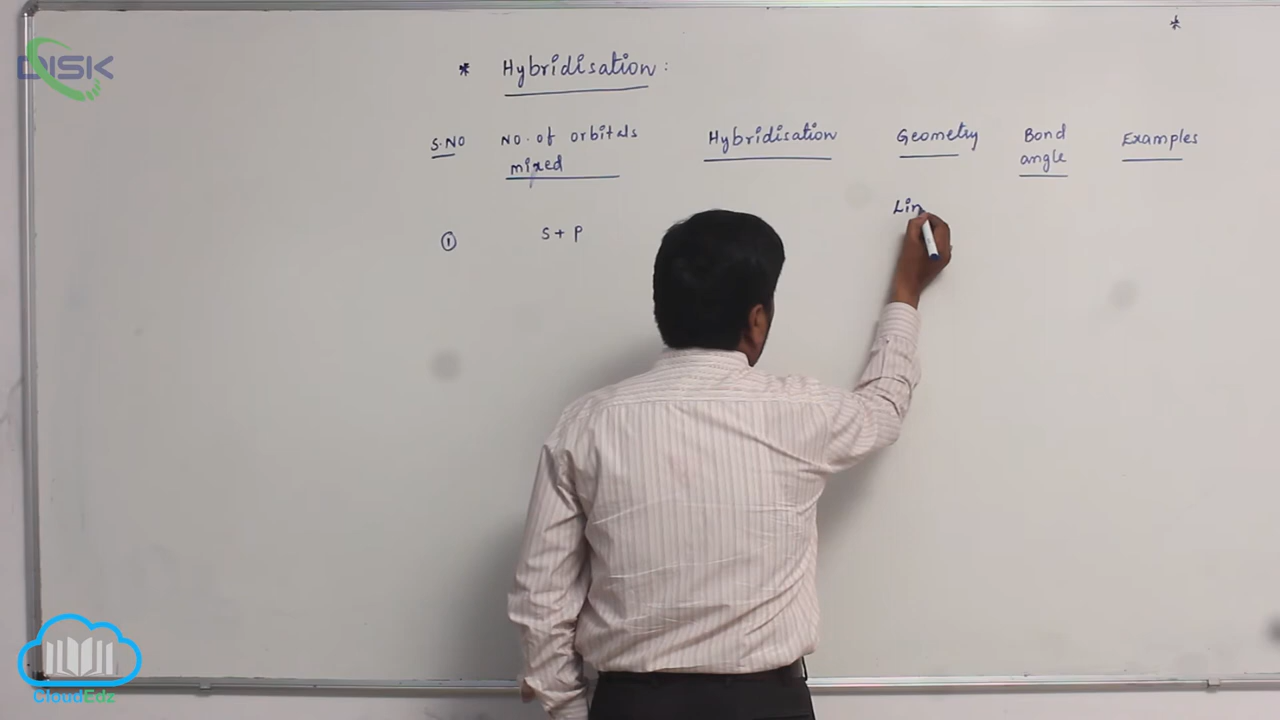 *
DISK
* Hybridisation :
S.NO NO. of orbitals mixed Hybridisation Geometry Bond angle Examples
① S + P Lin
CloudEdz